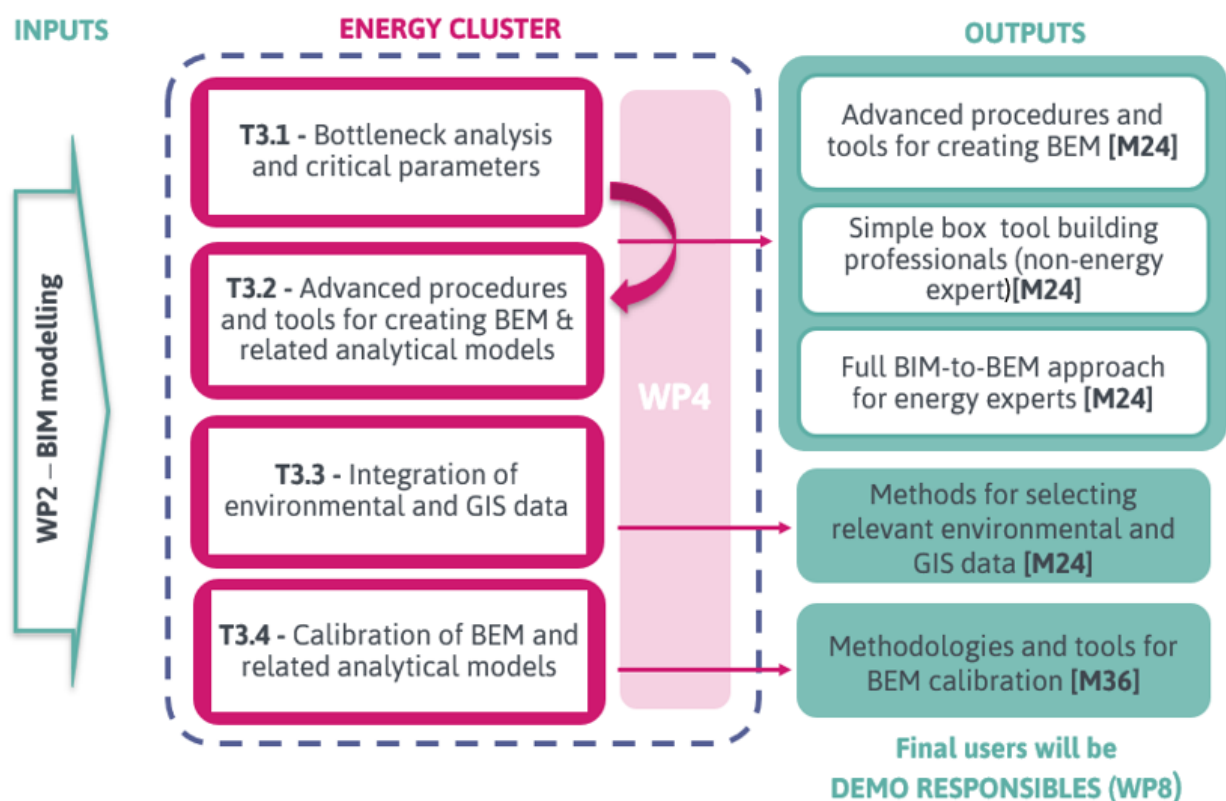 INPUTS
ENERGY CLUSTER
OUTPUTS
WP2 – BIM modelling
T3.1 - Bottleneck analysis
and critical parameters
T3.2 - Advanced procedures
and tools for creating BEM &
related analytical models
T3.3 - Integration of
environmental and GIS data
T3.4 - Calibration of BEM and
related analytical models
WP4
Advanced procedures and
tools for creating BEM [M24]
Simple box tool building
professionals (non-energy
expert)[M24]
Full BIM-to-BEM approach
for energy experts [M24]
Methods for selecting
relevant environmental and
GIS data [M24]
Methodologies and tools for
BEM calibration [M36]
Final users will be
DEMO RESPONSIBLES (WP8)